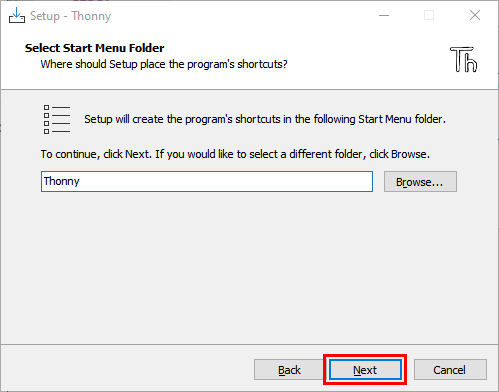 Setup - Thonny
Select Start Menu Folder
Where should Setup place the program's shortcuts?
Th
Setup will create the program's shortcuts in the following Start Menu folder.
To continue, click Next. If you would like to select a different folder, click Browse.
Thonny
Browse...
Back
Next
Cancel